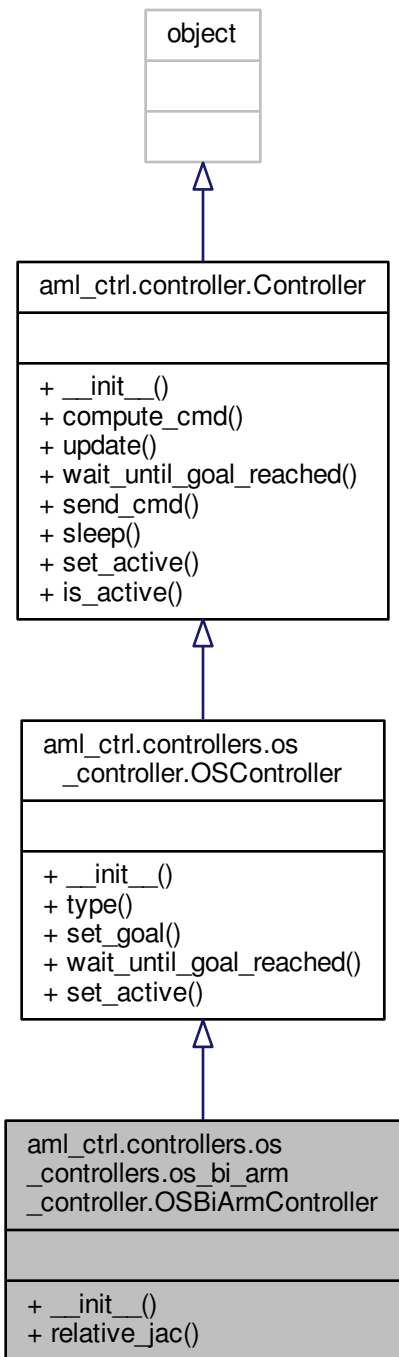 object
aml_ctrl.controller.Controller
+ __init__()
+ compute_cmd()
+ update()
+ wait_until_goal_reached()
+ send_cmd()
+ sleep()
+ set_active()
+ is_active()
aml_ctrl.controllers.os
_controller.OSController
+ __init__()
+ type()
+ set_goal()
+ wait_until_goal_reached()
+ set_active()
aml_ctrl.controllers.os
_controllers.os_bi_arm
_controller.OSBiArmController
+ __init__()
+ relative_jac()